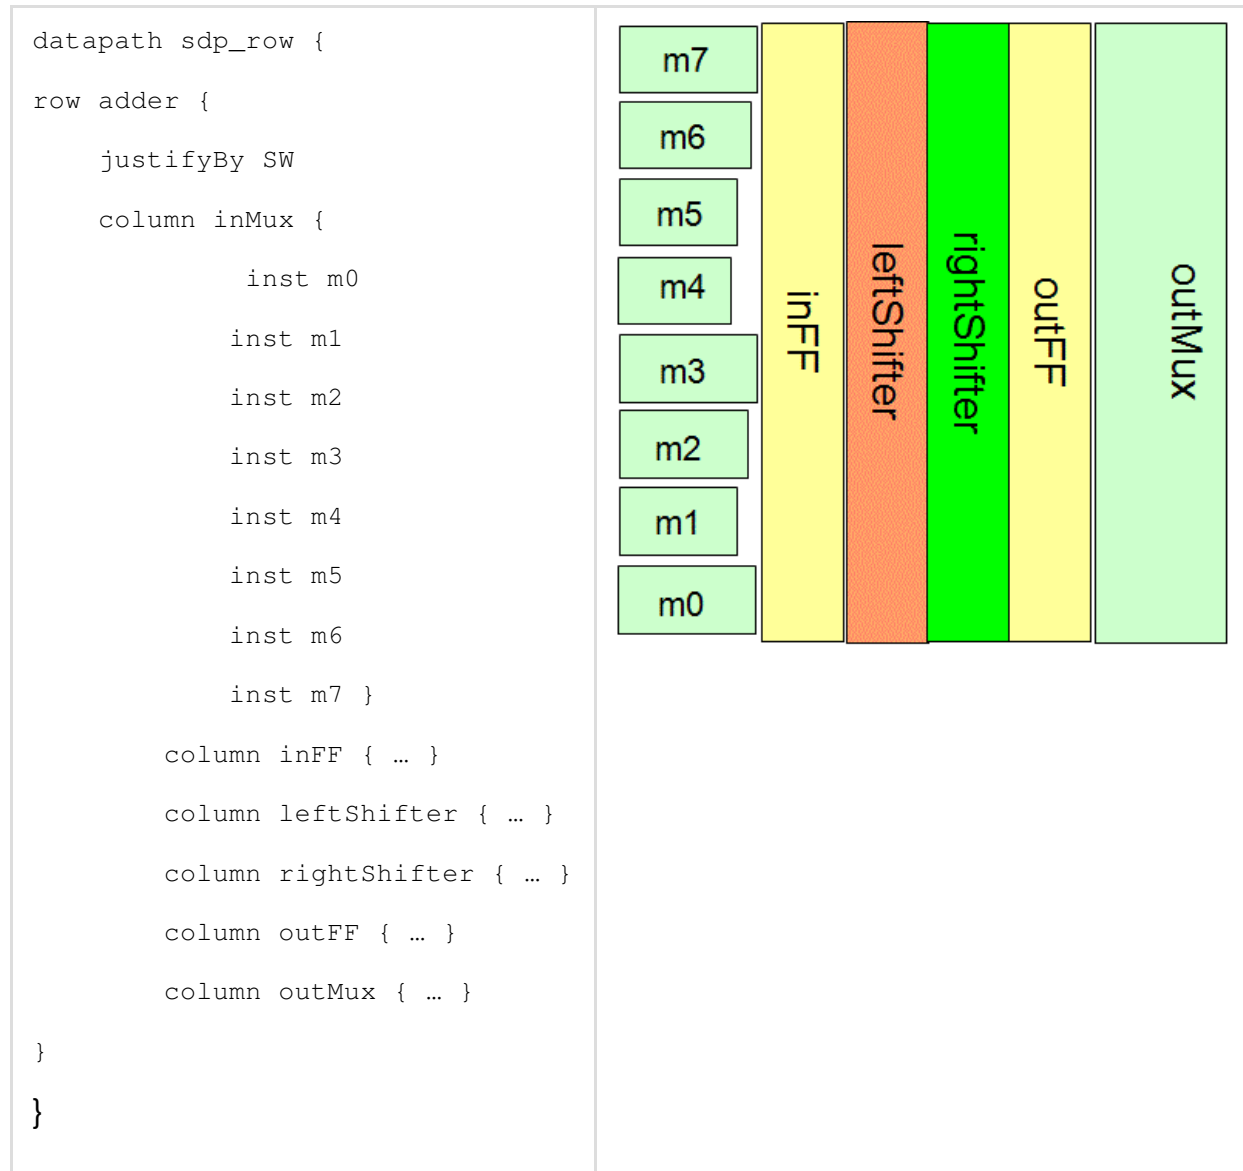 datapath sdp_row {
row adder {
justifyBy SW
column inMux {
inst m0
inst m1
inst m2
inst m3
inst m4
inst m5
inst m6
inst m7 }
column inFF { … }
column leftShifter { … }
column rightShifter { … }
column outFF { … }
column outMux { … }
}
}
m7
m6
m5
m4
m3
m2
m1
m0
inFF
leftShifter
rightShifter
outFF
outMux